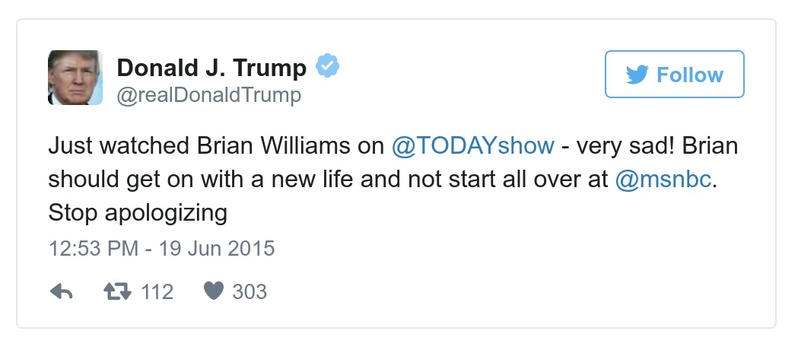 Donald J. Trump
@realDonaldTrump
Follow
Just watched Brian Williams on @TODAYshow - very sad! Brian
should get on with a new life and not start all over at @msnbc.
Stop apologizing
12:53 PM - 19 Jun 2015
112 303